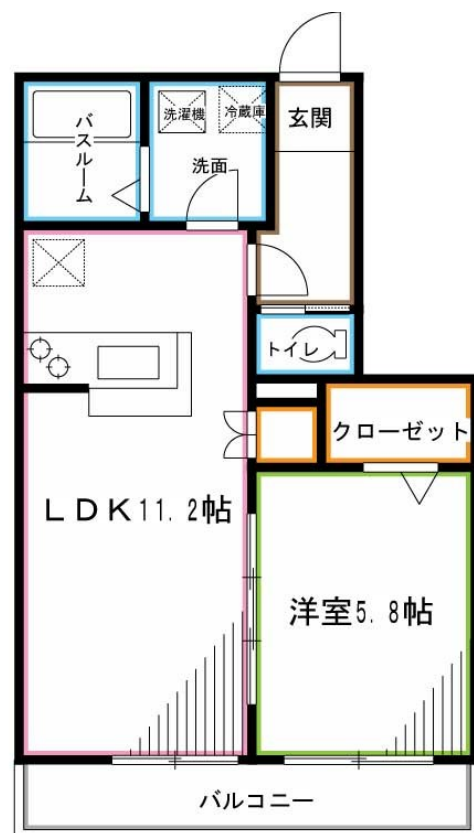 玄関
洗濯機
冷蔵庫
バスルーム
洗面
トイレ
クローゼット
LDK11.2帖
洋室5.8帖
バルコニー